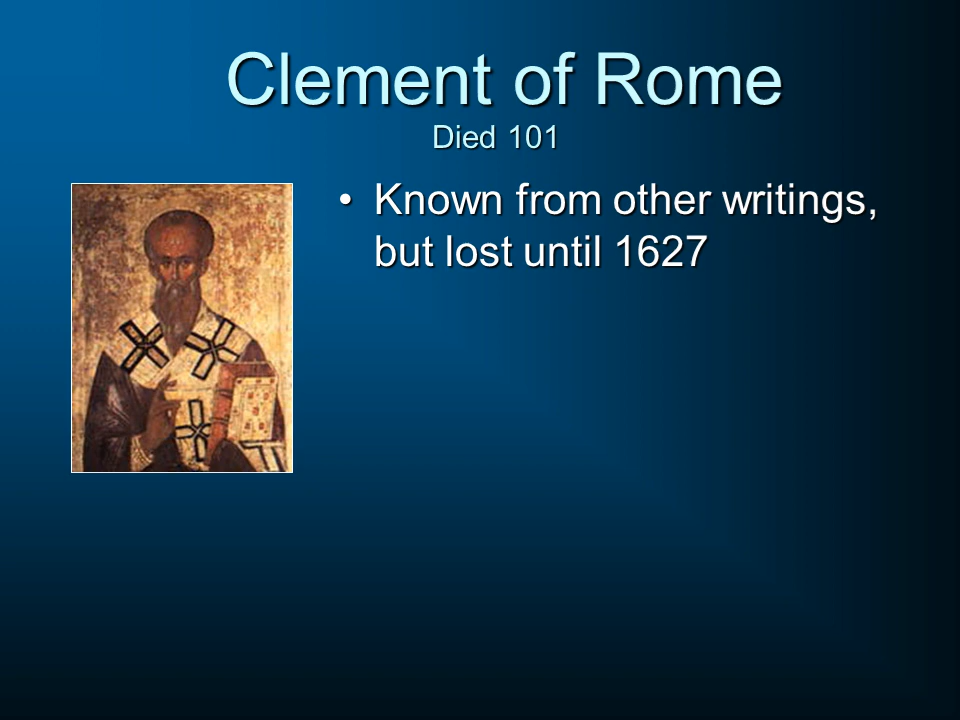 Clement of Rome
Died 101
• Known from other writings,
but lost until 1627